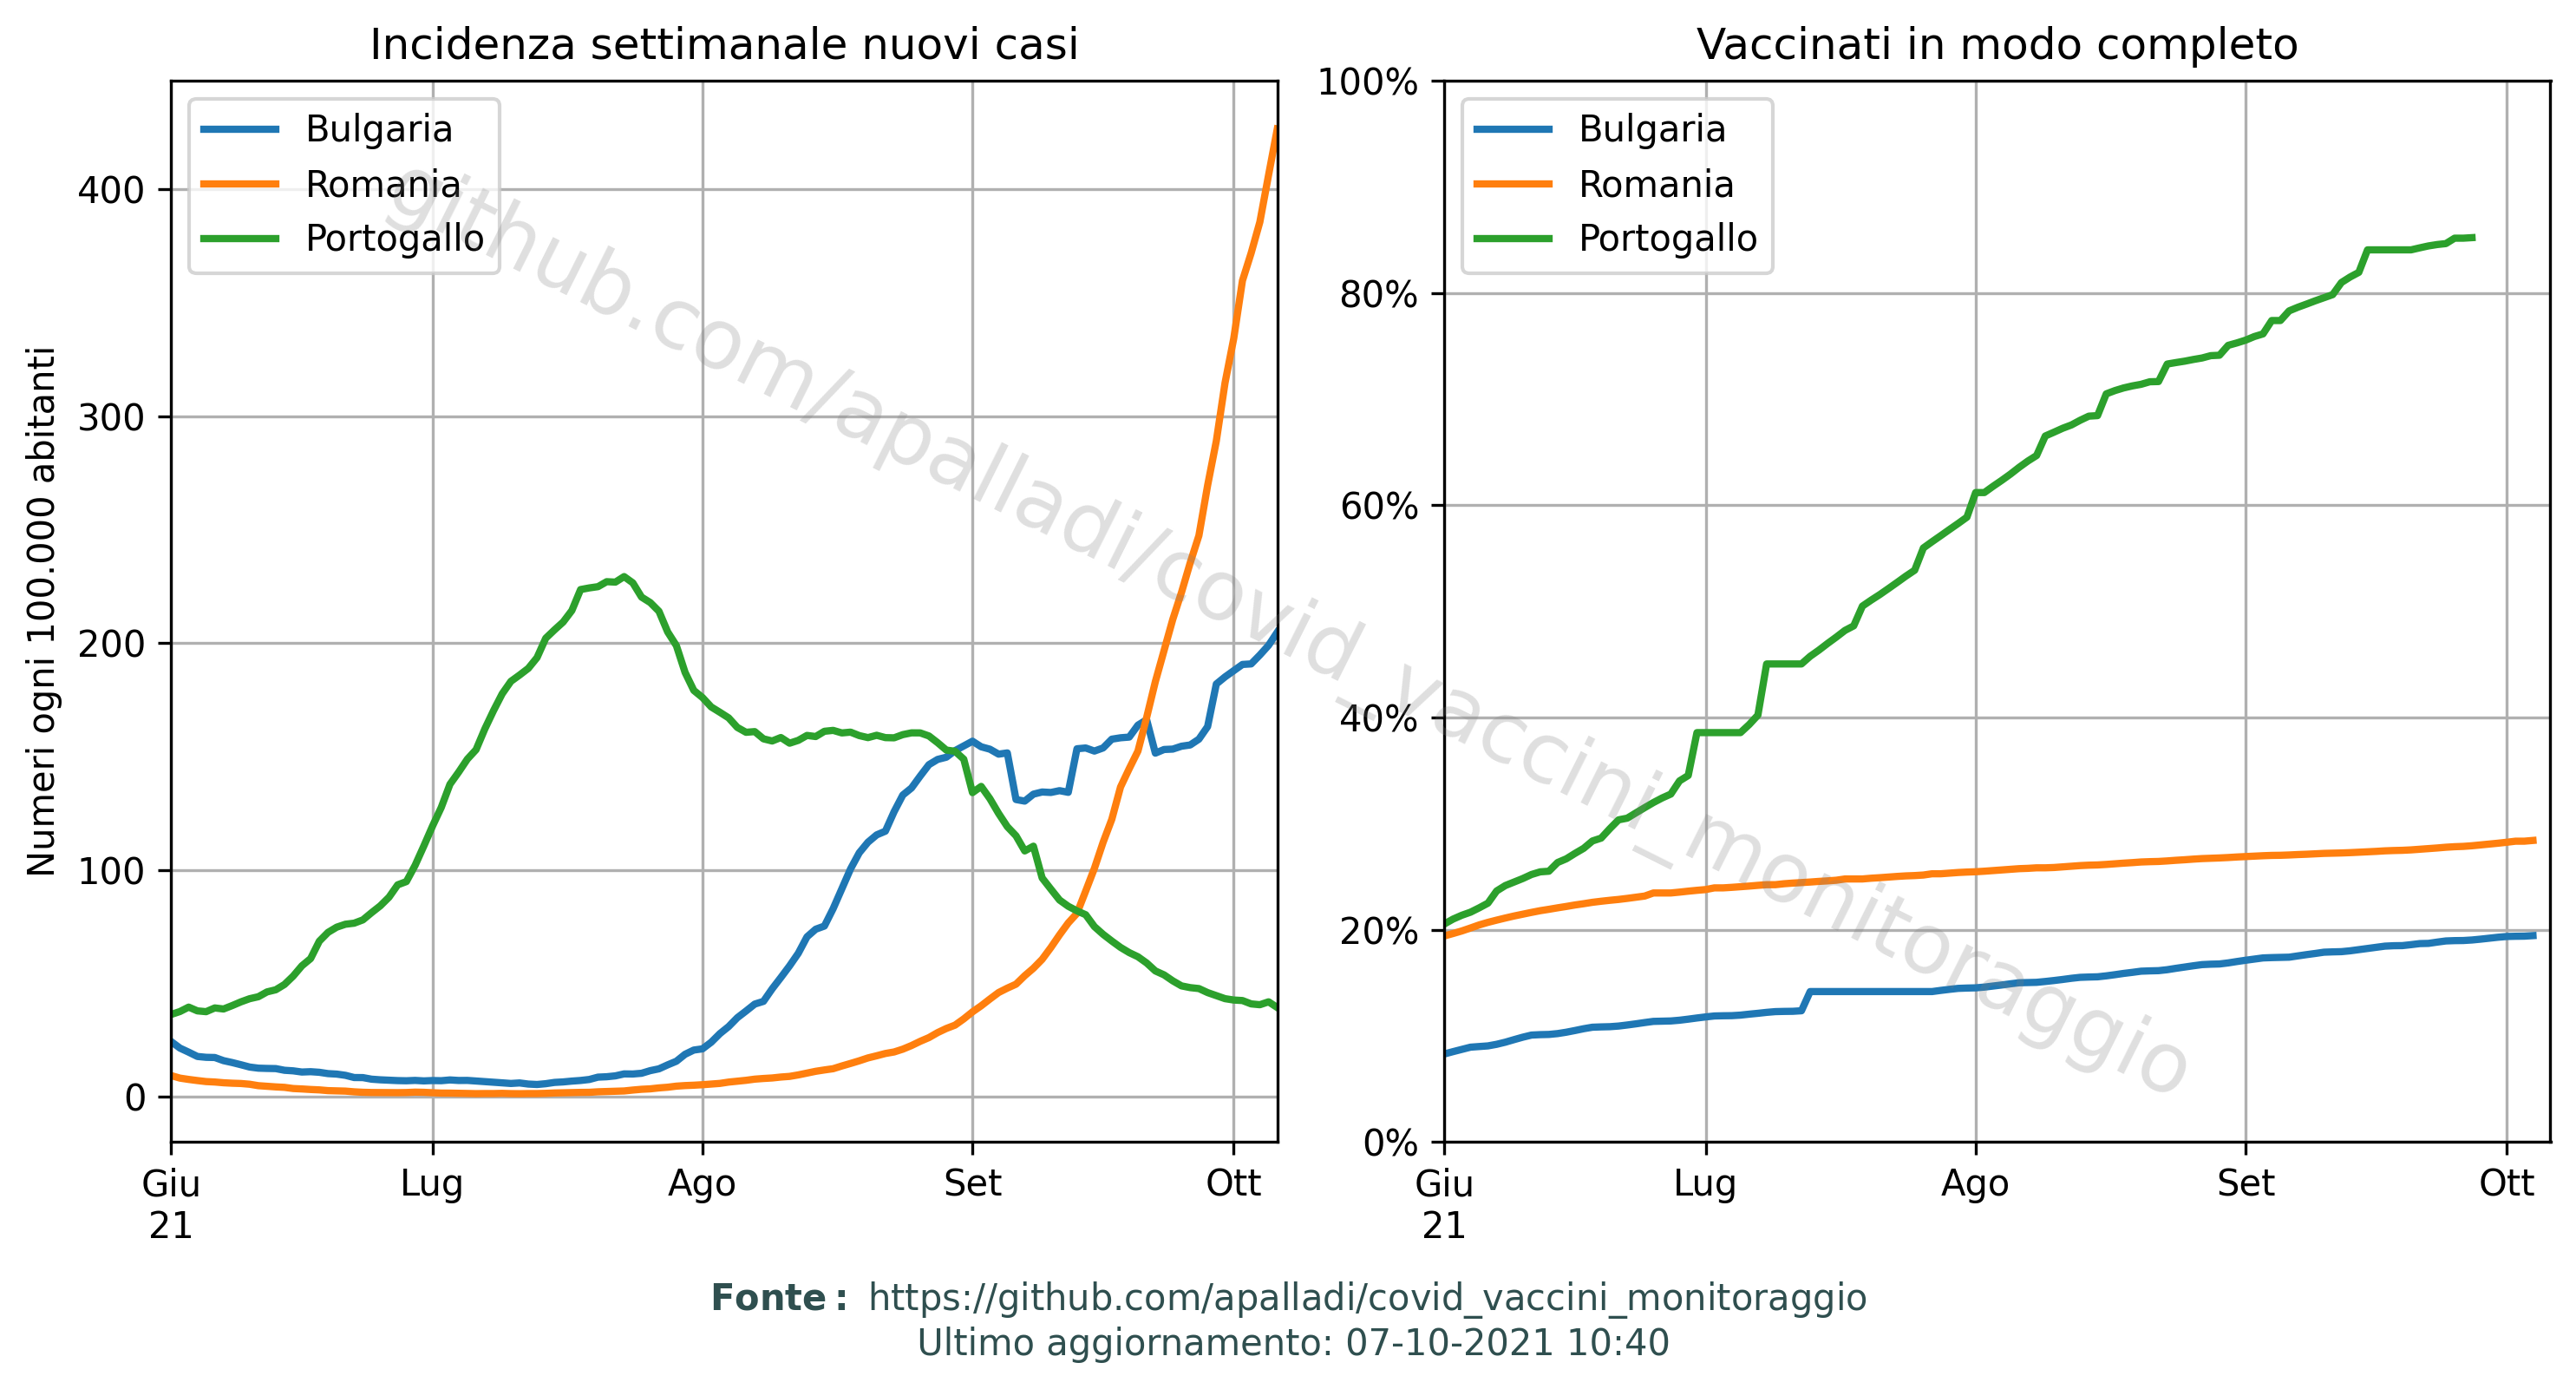 Incidenza settimanale nuovi casi
Numeri ogni 100.000 abitanti
400
300
200
100
0
Bulgaria
Romania
Portogallo
Giu
21
Lug
Ago
Set
Ott
Vaccinati in modo completo
100%
80%
60%
40%
20%
0%
Bulgaria
Romania
Portogallo
Giu
21
Lug
Ago
Set
Ott
github.com/apalladi/covid_vaccini_monitoraggio
Fonte: https://github.com/apalladi/covid_vaccini_monitoraggio
Ultimo aggiornamento: 07-10-2021 10:40